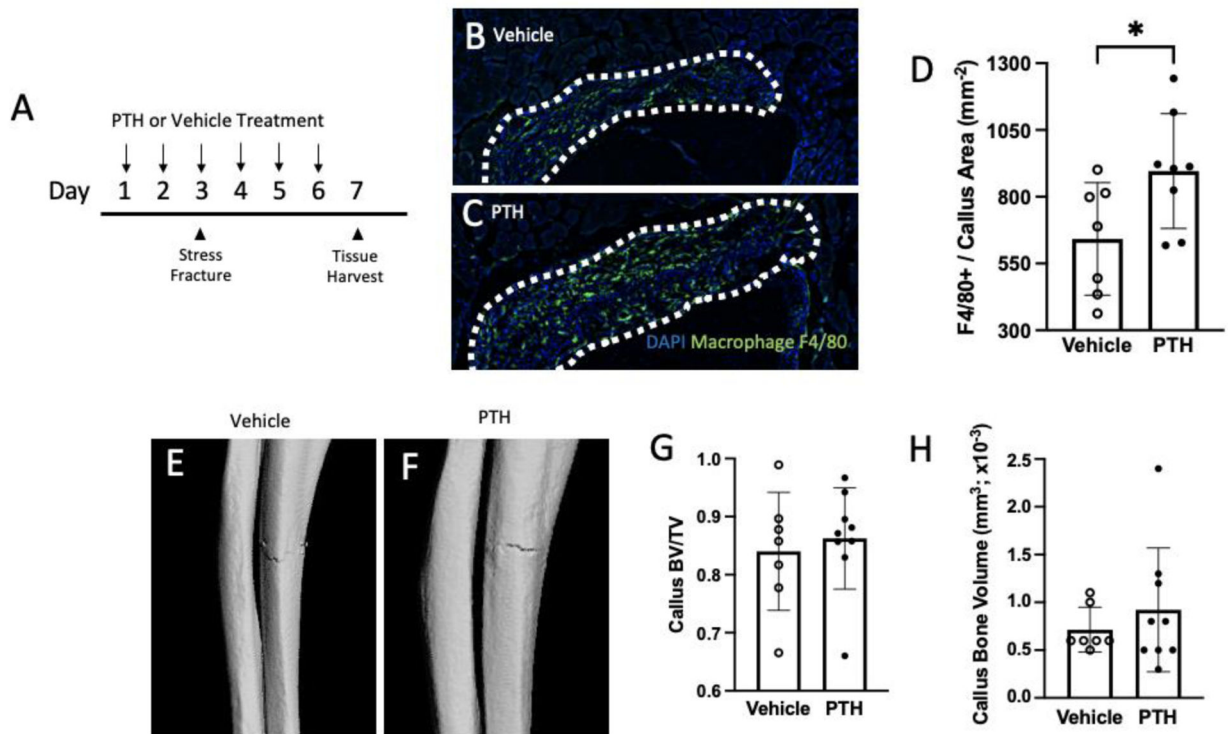 A
PTH or Vehicle Treatment
Day 1 2 3 4 5 6 7
Stress
Fracture
Tissue
Harvest
B Vehicle
C PTH
DAPI Macrophage F4/80
D
*
F4/80+ / Callus Area (mm⁻²)
1300
1050
800
550
300
Vehicle PTH
Vehicle
E
PTH
F
G
Callus BV/TV
1.0
0.9
0.8
0.7
0.6
Vehicle PTH
H
Callus Bone Volume (mm³; x10⁻³)
2.5
2.0
1.5
1.0
0.5
0.0
Vehicle PTH